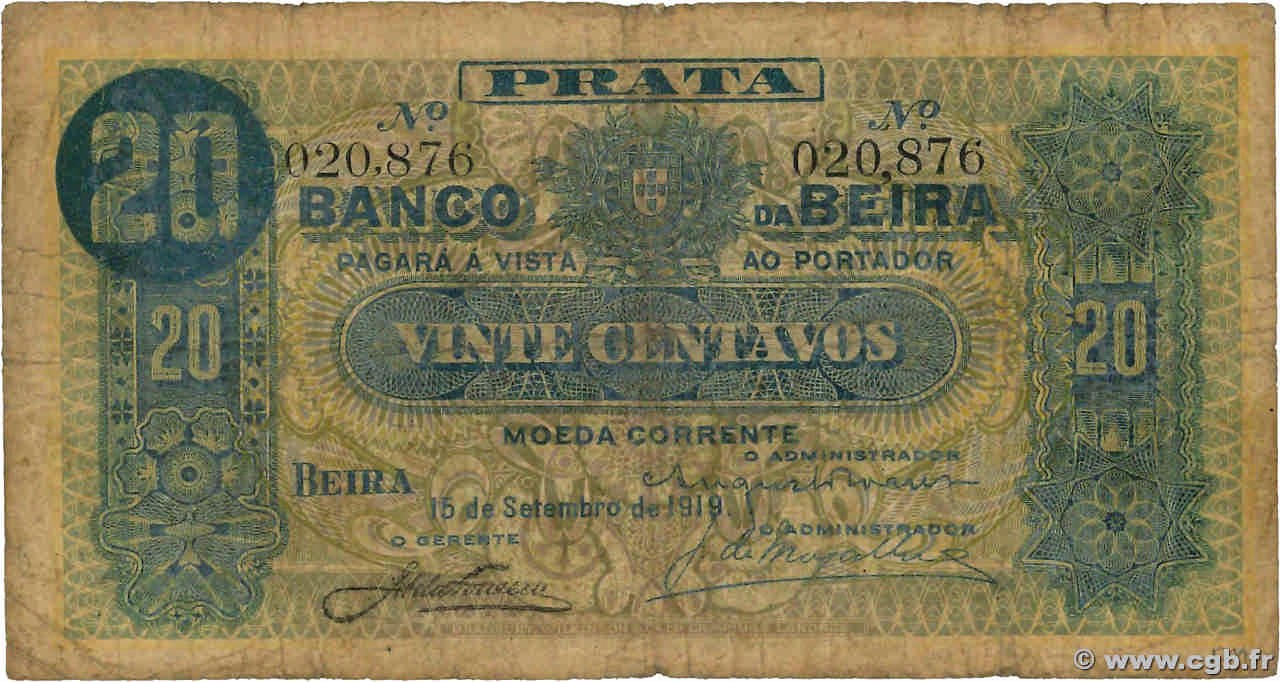 PRATA
20
Nº 020,876
Nº 020,876
BANCO DA BEIRA
PAGARÁ À VISTA AO PORTADOR
20
VINTE CENTAVOS
20
MOEDA CORRENTE
O ADMINISTRADOR
BEIRA
15 de Setembro de 1919.
O GERENTE
O ADMINISTRADOR
© www.cgb.fr